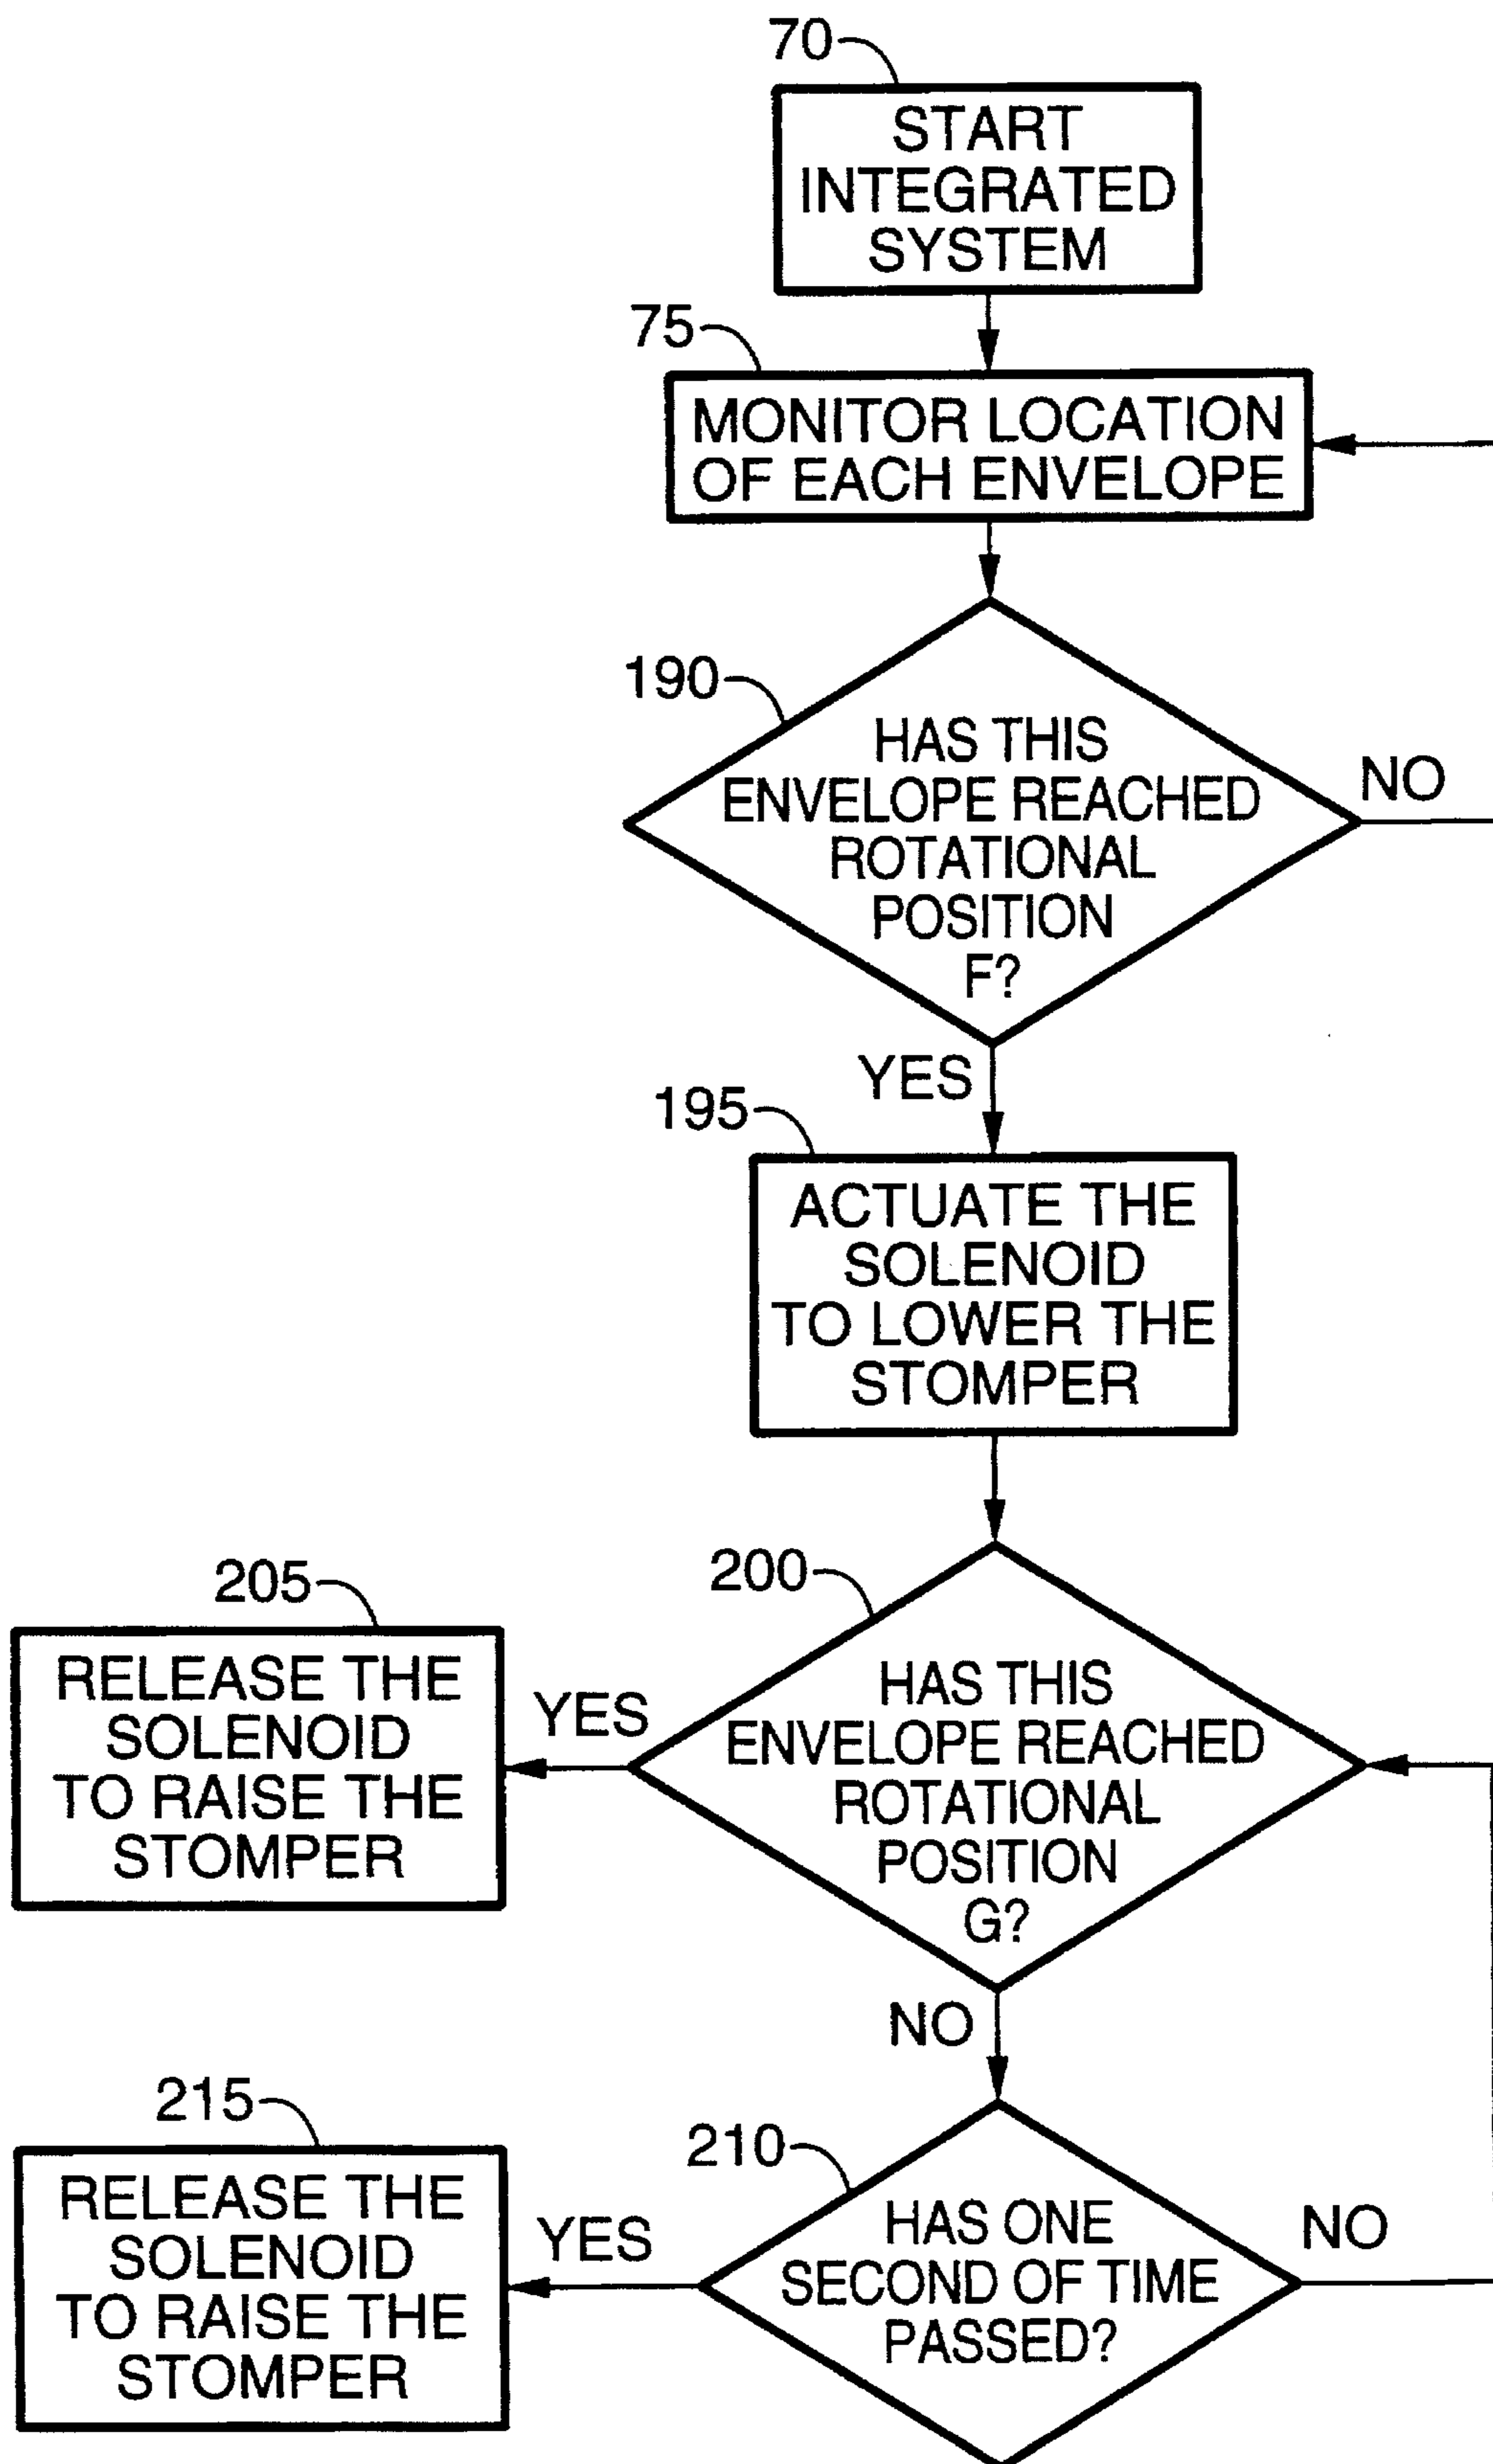 70
START
INTEGRATED
SYSTEM
75
MONITOR LOCATION
OF EACH ENVELOPE
190
HAS THIS
ENVELOPE REACHED
ROTATIONAL
POSITION
F?
NO
YES
195
ACTUATE THE
SOLENOID
TO LOWER THE
STOMPER
200
HAS THIS
ENVELOPE REACHED
ROTATIONAL
POSITION
G?
YES
205
RELEASE THE
SOLENOID
TO RAISE THE
STOMPER
NO
210
HAS ONE
SECOND OF TIME
PASSED?
NO
YES
215
RELEASE THE
SOLENOID
TO RAISE THE
STOMPER